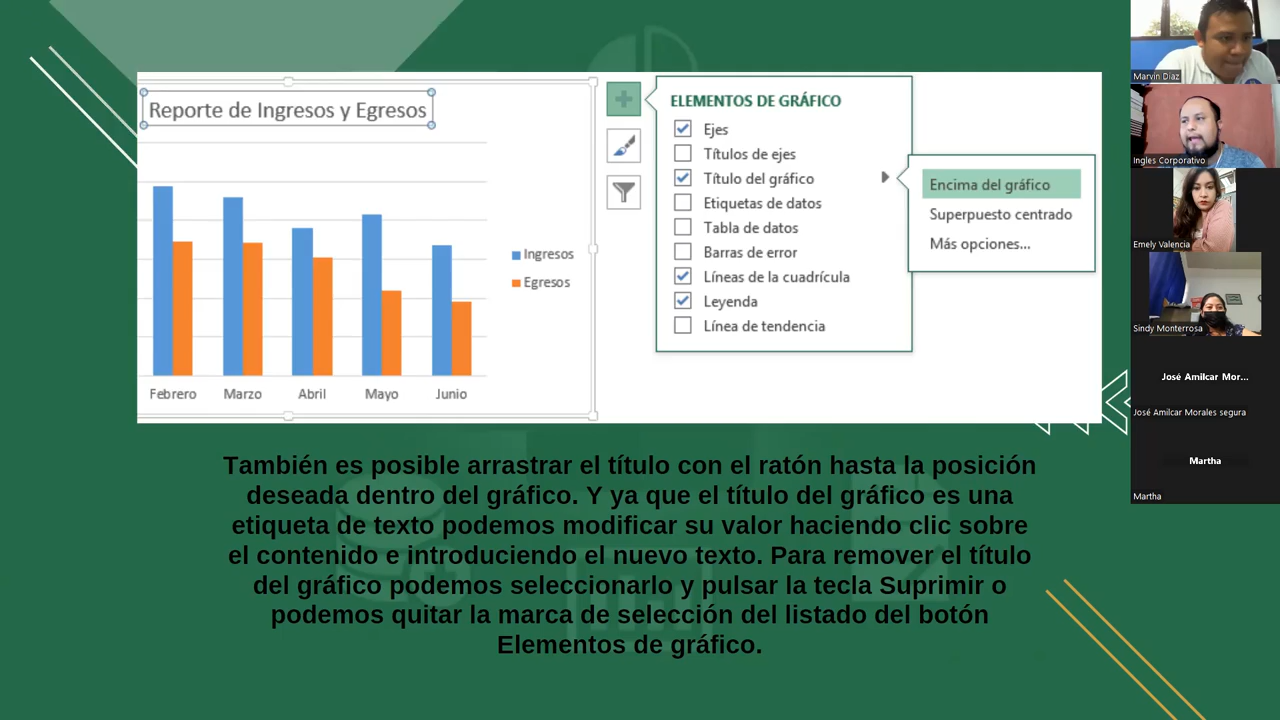 Reporte de Ingresos y Egresos
Febrero
Marzo
Abril
Mayo
Junio
Ingresos
Egresos
ELEMENTOS DE GRÁFICO
Ejes
Títulos de ejes
Título del gráfico
Etiquetas de datos
Tabla de datos
Barras de error
Líneas de la cuadrícula
Leyenda
Línea de tendencia
Encima del gráfico
Superpuesto centrado
Más opciones...
También es posible arrastrar el título con el ratón hasta la posición
deseada dentro del gráfico. Y ya que el título del gráfico es una
etiqueta de texto podemos modificar su valor haciendo clic sobre
el contenido e introduciendo el nuevo texto. Para remover el título
del gráfico podemos seleccionarlo y pulsar la tecla Suprimir o
podemos quitar la marca de selección del listado del botón
Elementos de gráfico.
Marvin Díaz
Ingles Corporativo
Emely Valencia
Sindy Monterrosa
José Amilcar Mor...
José Amilcar Morales segura
Martha
Martha